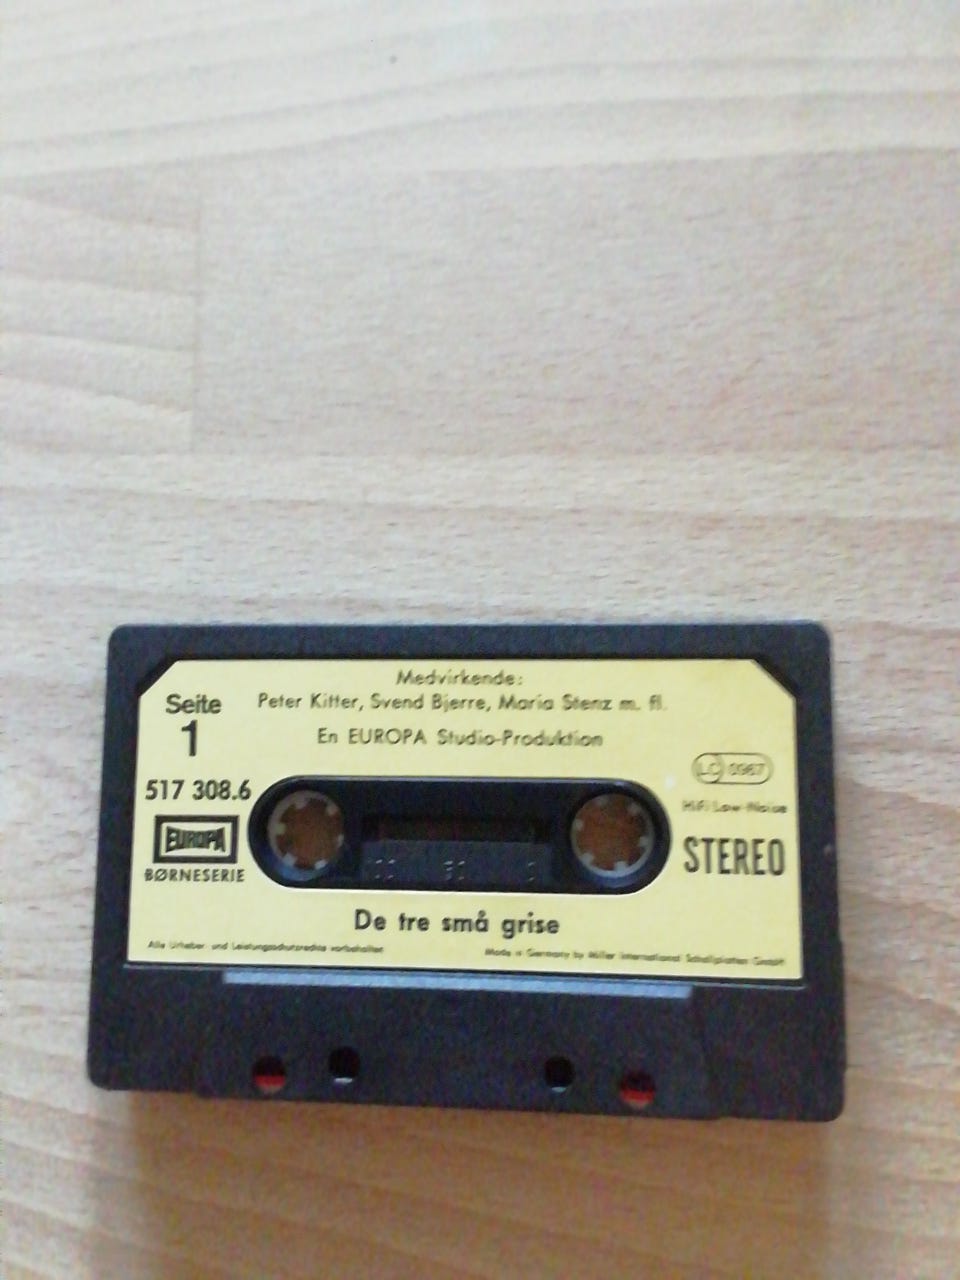 Medvirkende:
Peter Kitter, Svend Bjerre, Maria Stenz m. fl.
En EUROPA Studio-Produktion
Seite
1
517 308.6
EUROPA
BØRNESERIE
LC 0967
HiFi Low-Noise
STEREO
De tre små grise
Alle Urheber- und Leistungsschutzrechte vorbehalten
Made in Germany by Miller International Schallplatten GmbH